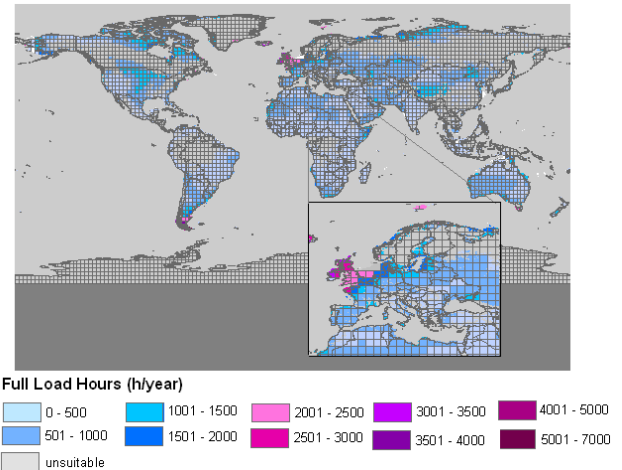 Full Load Hours (h/year)
0 - 500 1001 - 1500 2001 - 2500 3001 - 3500 4001 - 5000
501 - 1000 1501 - 2000 2501 - 3000 3501 - 4000 5001 - 7000
unsuitable